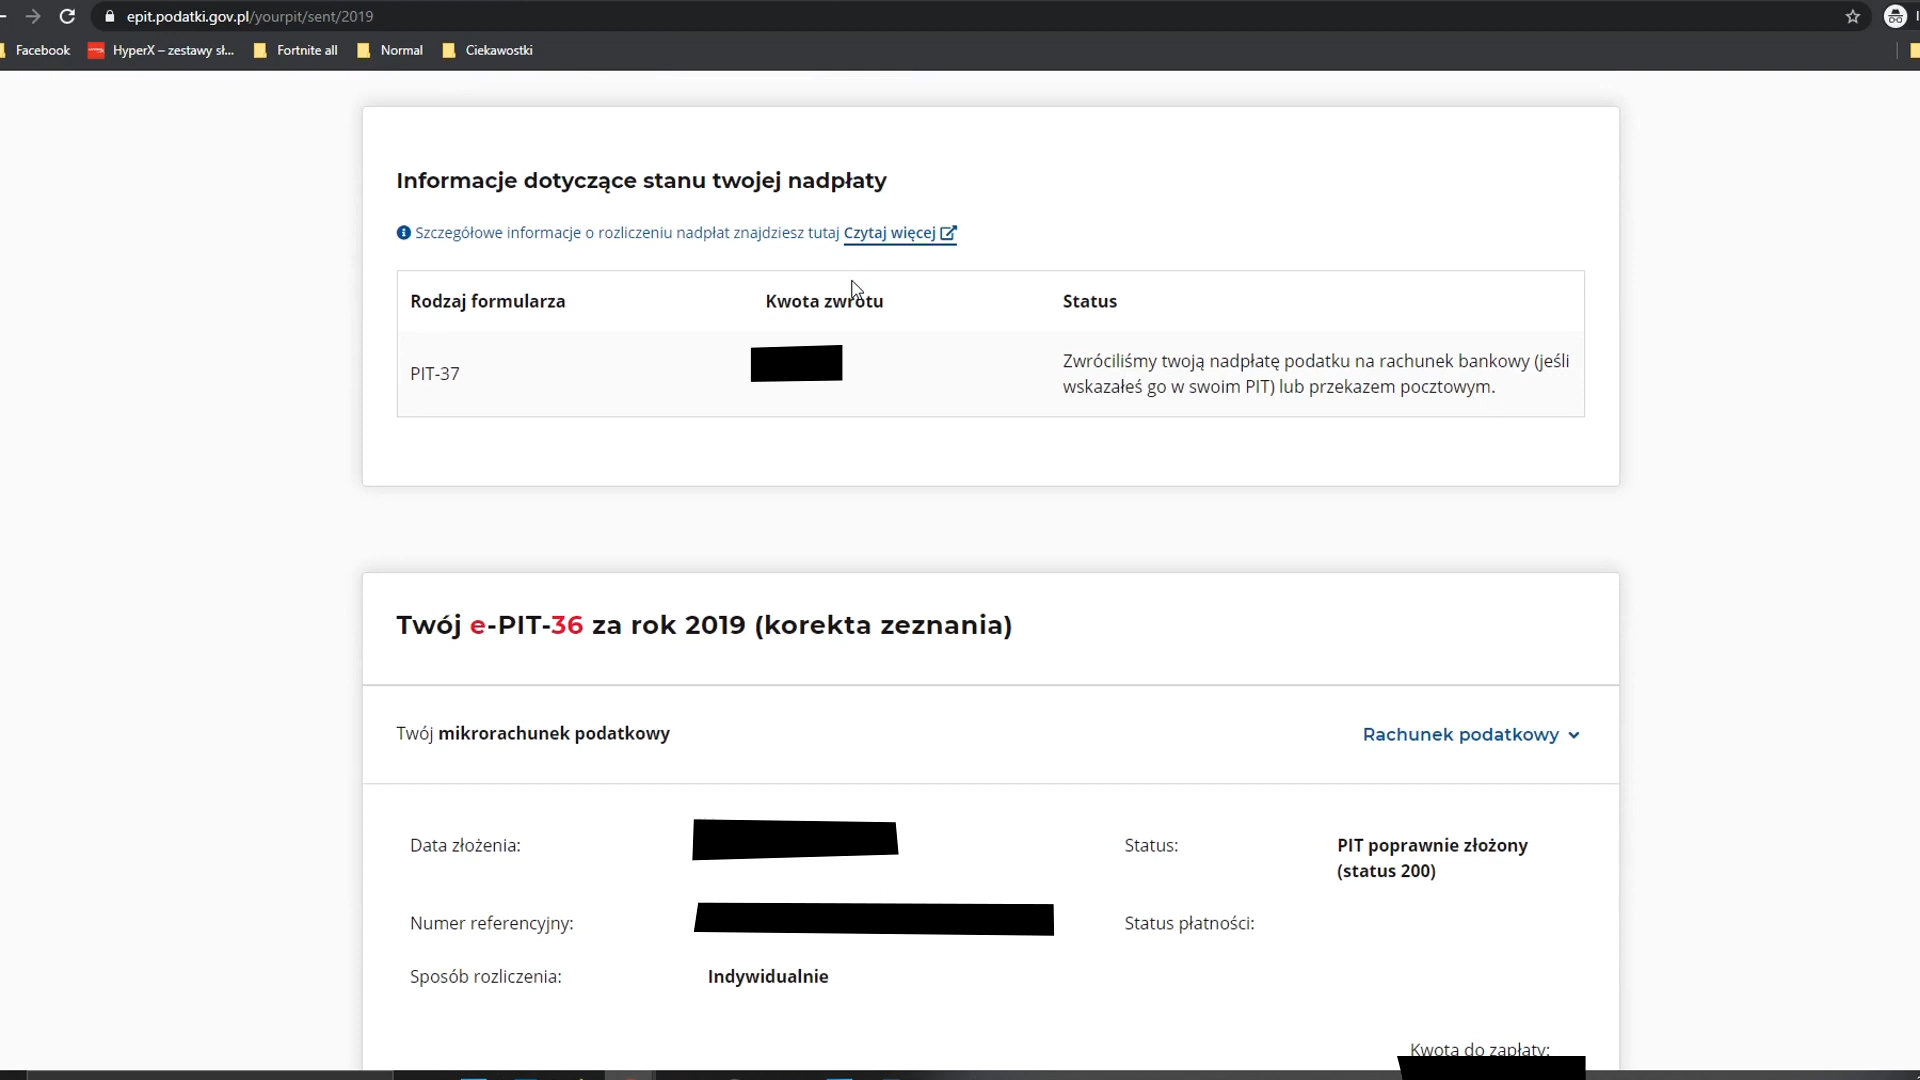 epit.podatki.gov.pl/yourpit/sent/2019
Facebook
HyperX – zestawy sł...
Fortnite all
Normal
Ciekawostki
Informacje dotyczące stanu twojej nadpłaty
Szczegółowe informacje o rozliczeniu nadpłat znajdziesz tutaj Czytaj więcej
Rodzaj formularza Kwota zwrotu Status
PIT-37
Zwróciliśmy twoją nadpłatę podatku na rachunek bankowy (jeśli
wskazałeś go w swoim PIT) lub przekazem pocztowym.
Twój e-PIT-36 za rok 2019 (korekta zeznania)
Twój mikrorachunek podatkowy
Rachunek podatkowy
Data złożenia:
Status: PIT poprawnie złożony
(status 200)
Numer referencyjny:
Status płatności:
Sposób rozliczenia: Indywidualnie
Kwota do zapłaty: